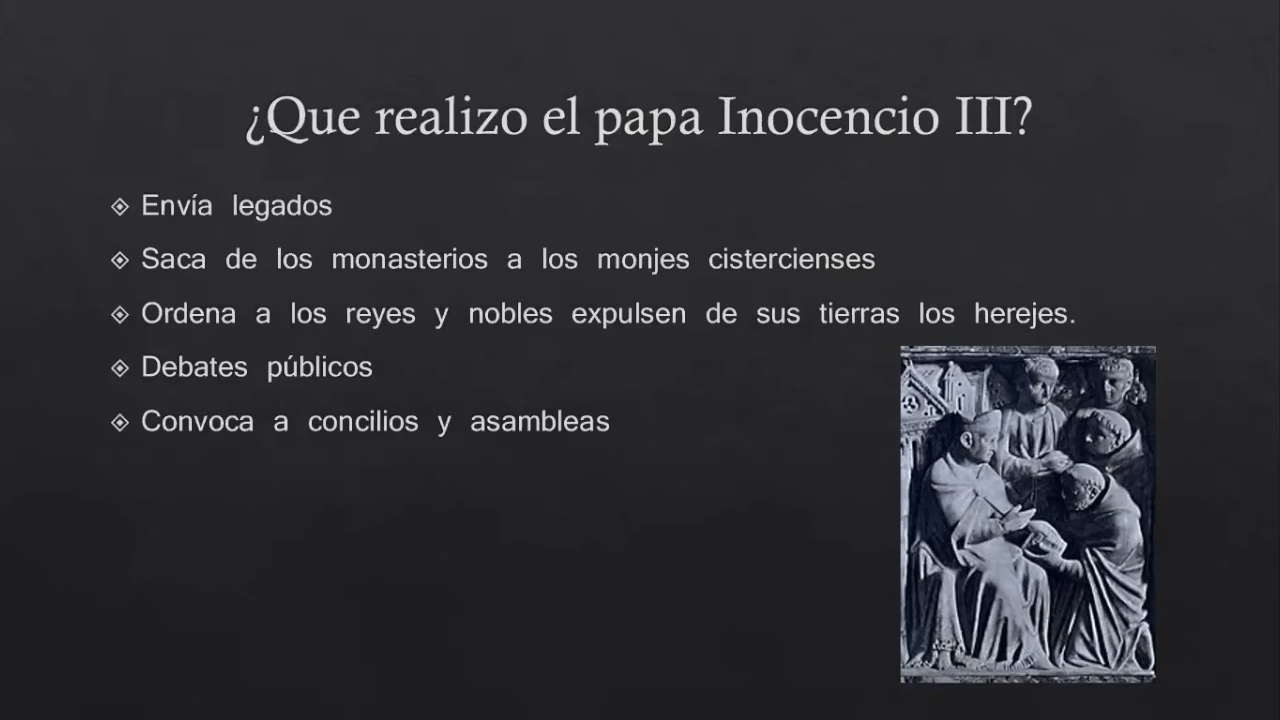 ¿Que realizo el papa Inocencio III?
Envía legados
Saca de los monasterios a los monjes cistercienses
Ordena a los reyes y nobles expulsen de sus tierras los herejes.
Debates públicos
Convoca a concilios y asambleas